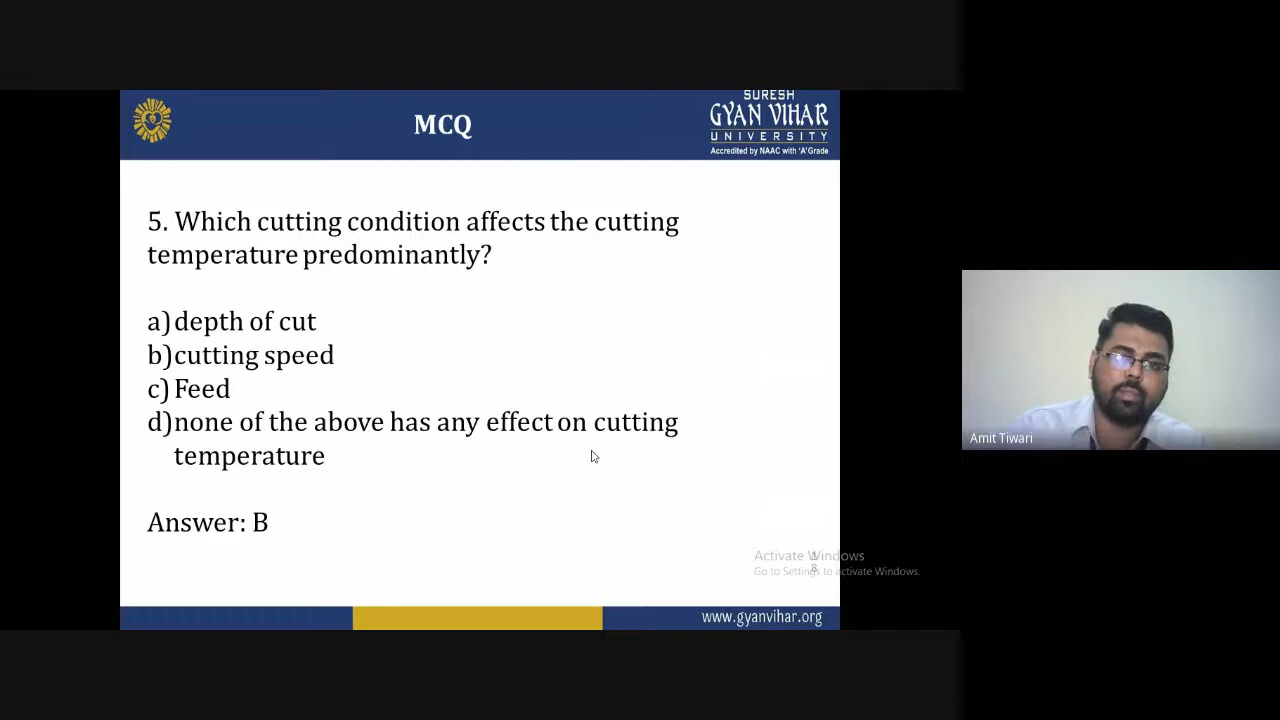 MCQ
SURESH
GYAN VIHAR
UNIVERSITY
Accredited by NAAC with 'A' Grade
5. Which cutting condition affects the cutting
temperature predominantly?
a) depth of cut
b) cutting speed
c) Feed
d) none of the above has any effect on cutting
temperature
Answer: B
Amit Tiwari
Activate Windows
Go to Settings to activate Windows.
18
www.gyanvihar.org